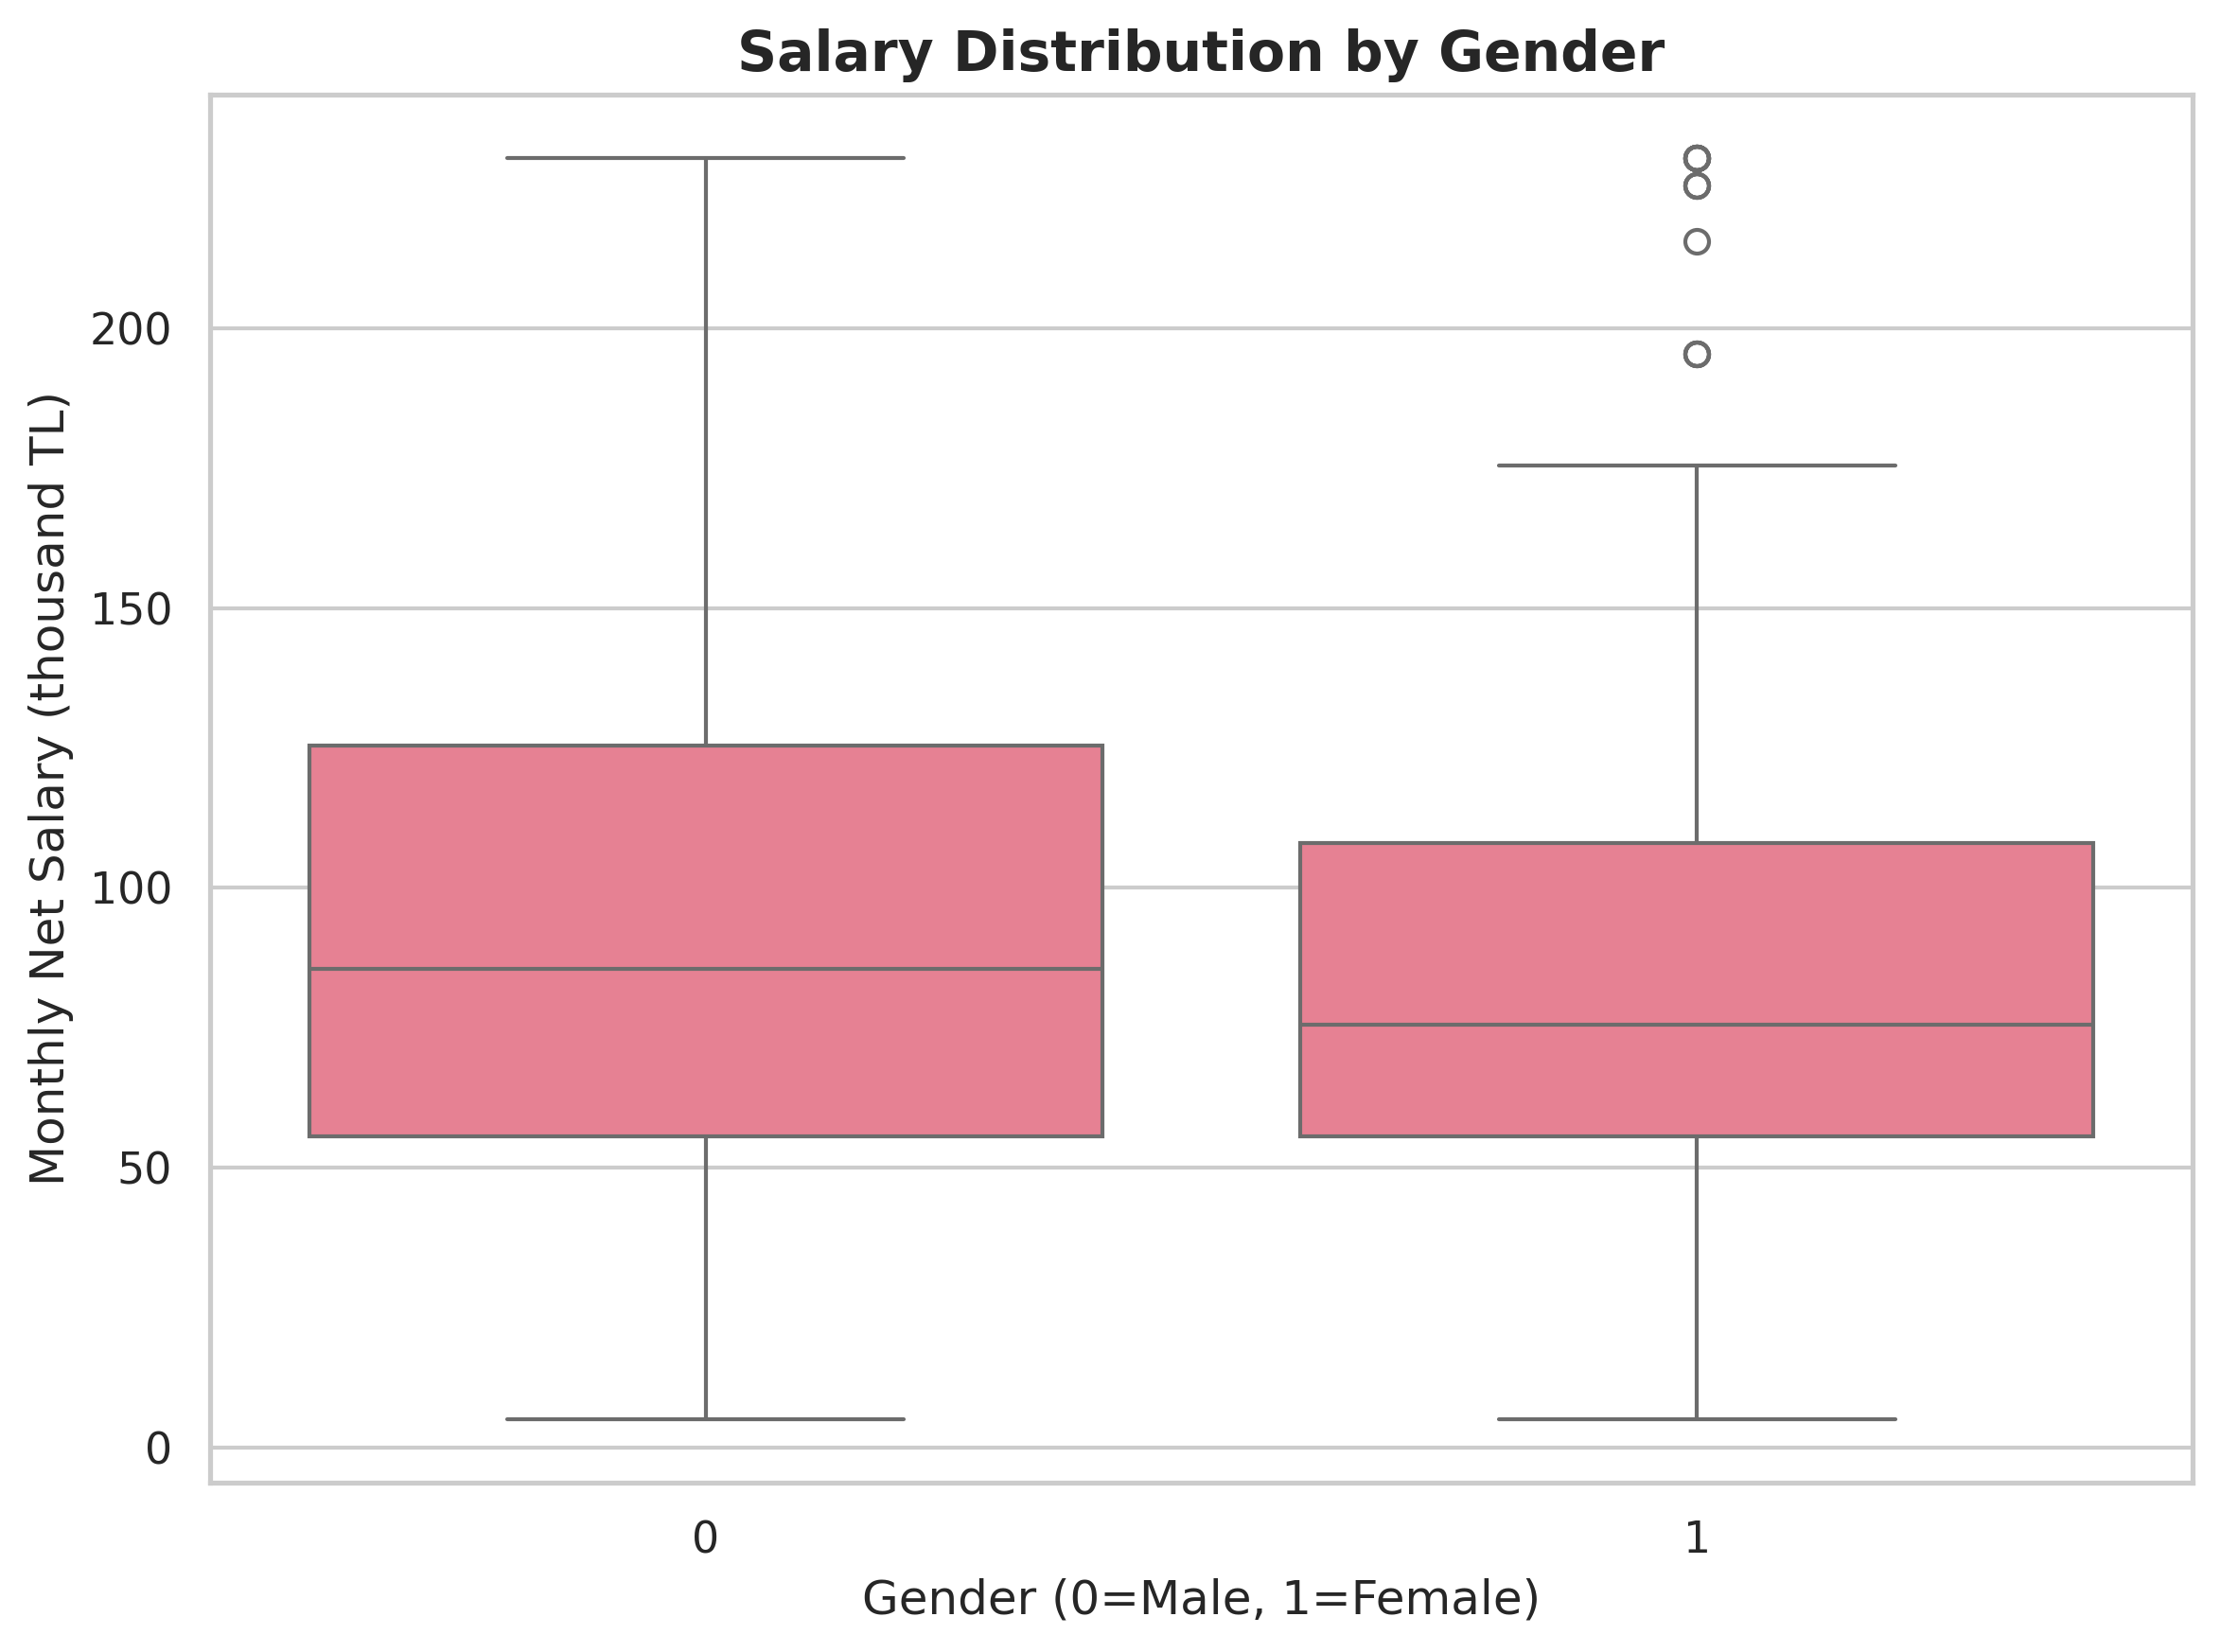 Salary Distribution by Gender
Monthly Net Salary (thousand TL)
200
150
100
50
0
0
1
Gender (0=Male, 1=Female)